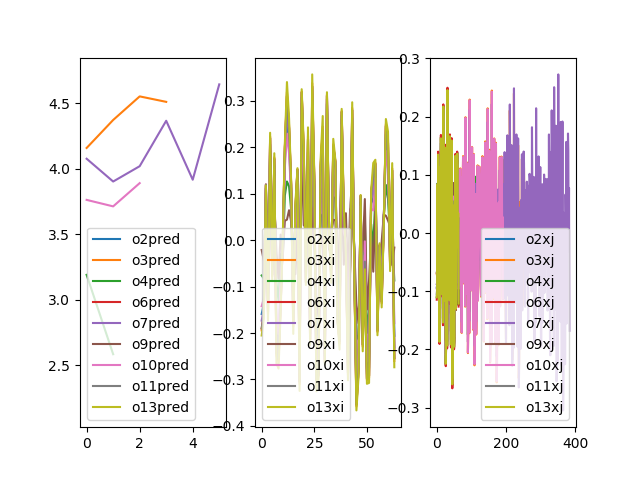 4.5
4.0
3.5
3.0
2.5
0 2 4
o2pred
o3pred
o4pred
o6pred
o7pred
o9pred
o10pred
o11pred
o13pred
0.3
0.2
0.1
0.0
−0.1
−0.2
−0.3
−0.4
0 25 50
o2xi
o3xi
o4xi
o6xi
o7xi
o9xi
o10xi
o11xi
o13xi
0.3
0.2
0.1
0.0
−0.1
−0.2
−0.3
0 200 400
o2xj
o3xj
o4xj
o6xj
o7xj
o9xj
o10xj
o11xj
o13xj